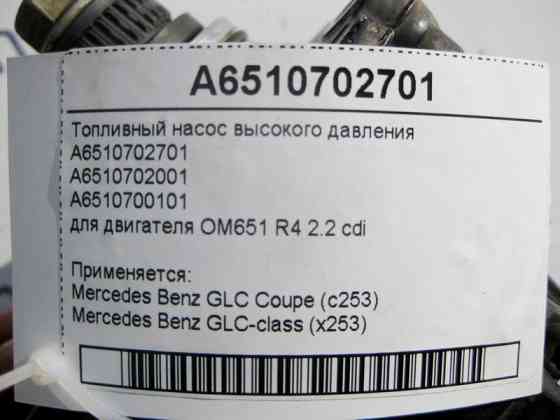 A6510702701
Топливный насос высокого давления
A6510702701
A6510702001
A6510700101
для двигателя OM651 R4 2.2 cdi
Применяется:
Mercedes Benz GLC Coupe (c253)
Mercedes Benz GLC-class (x253)